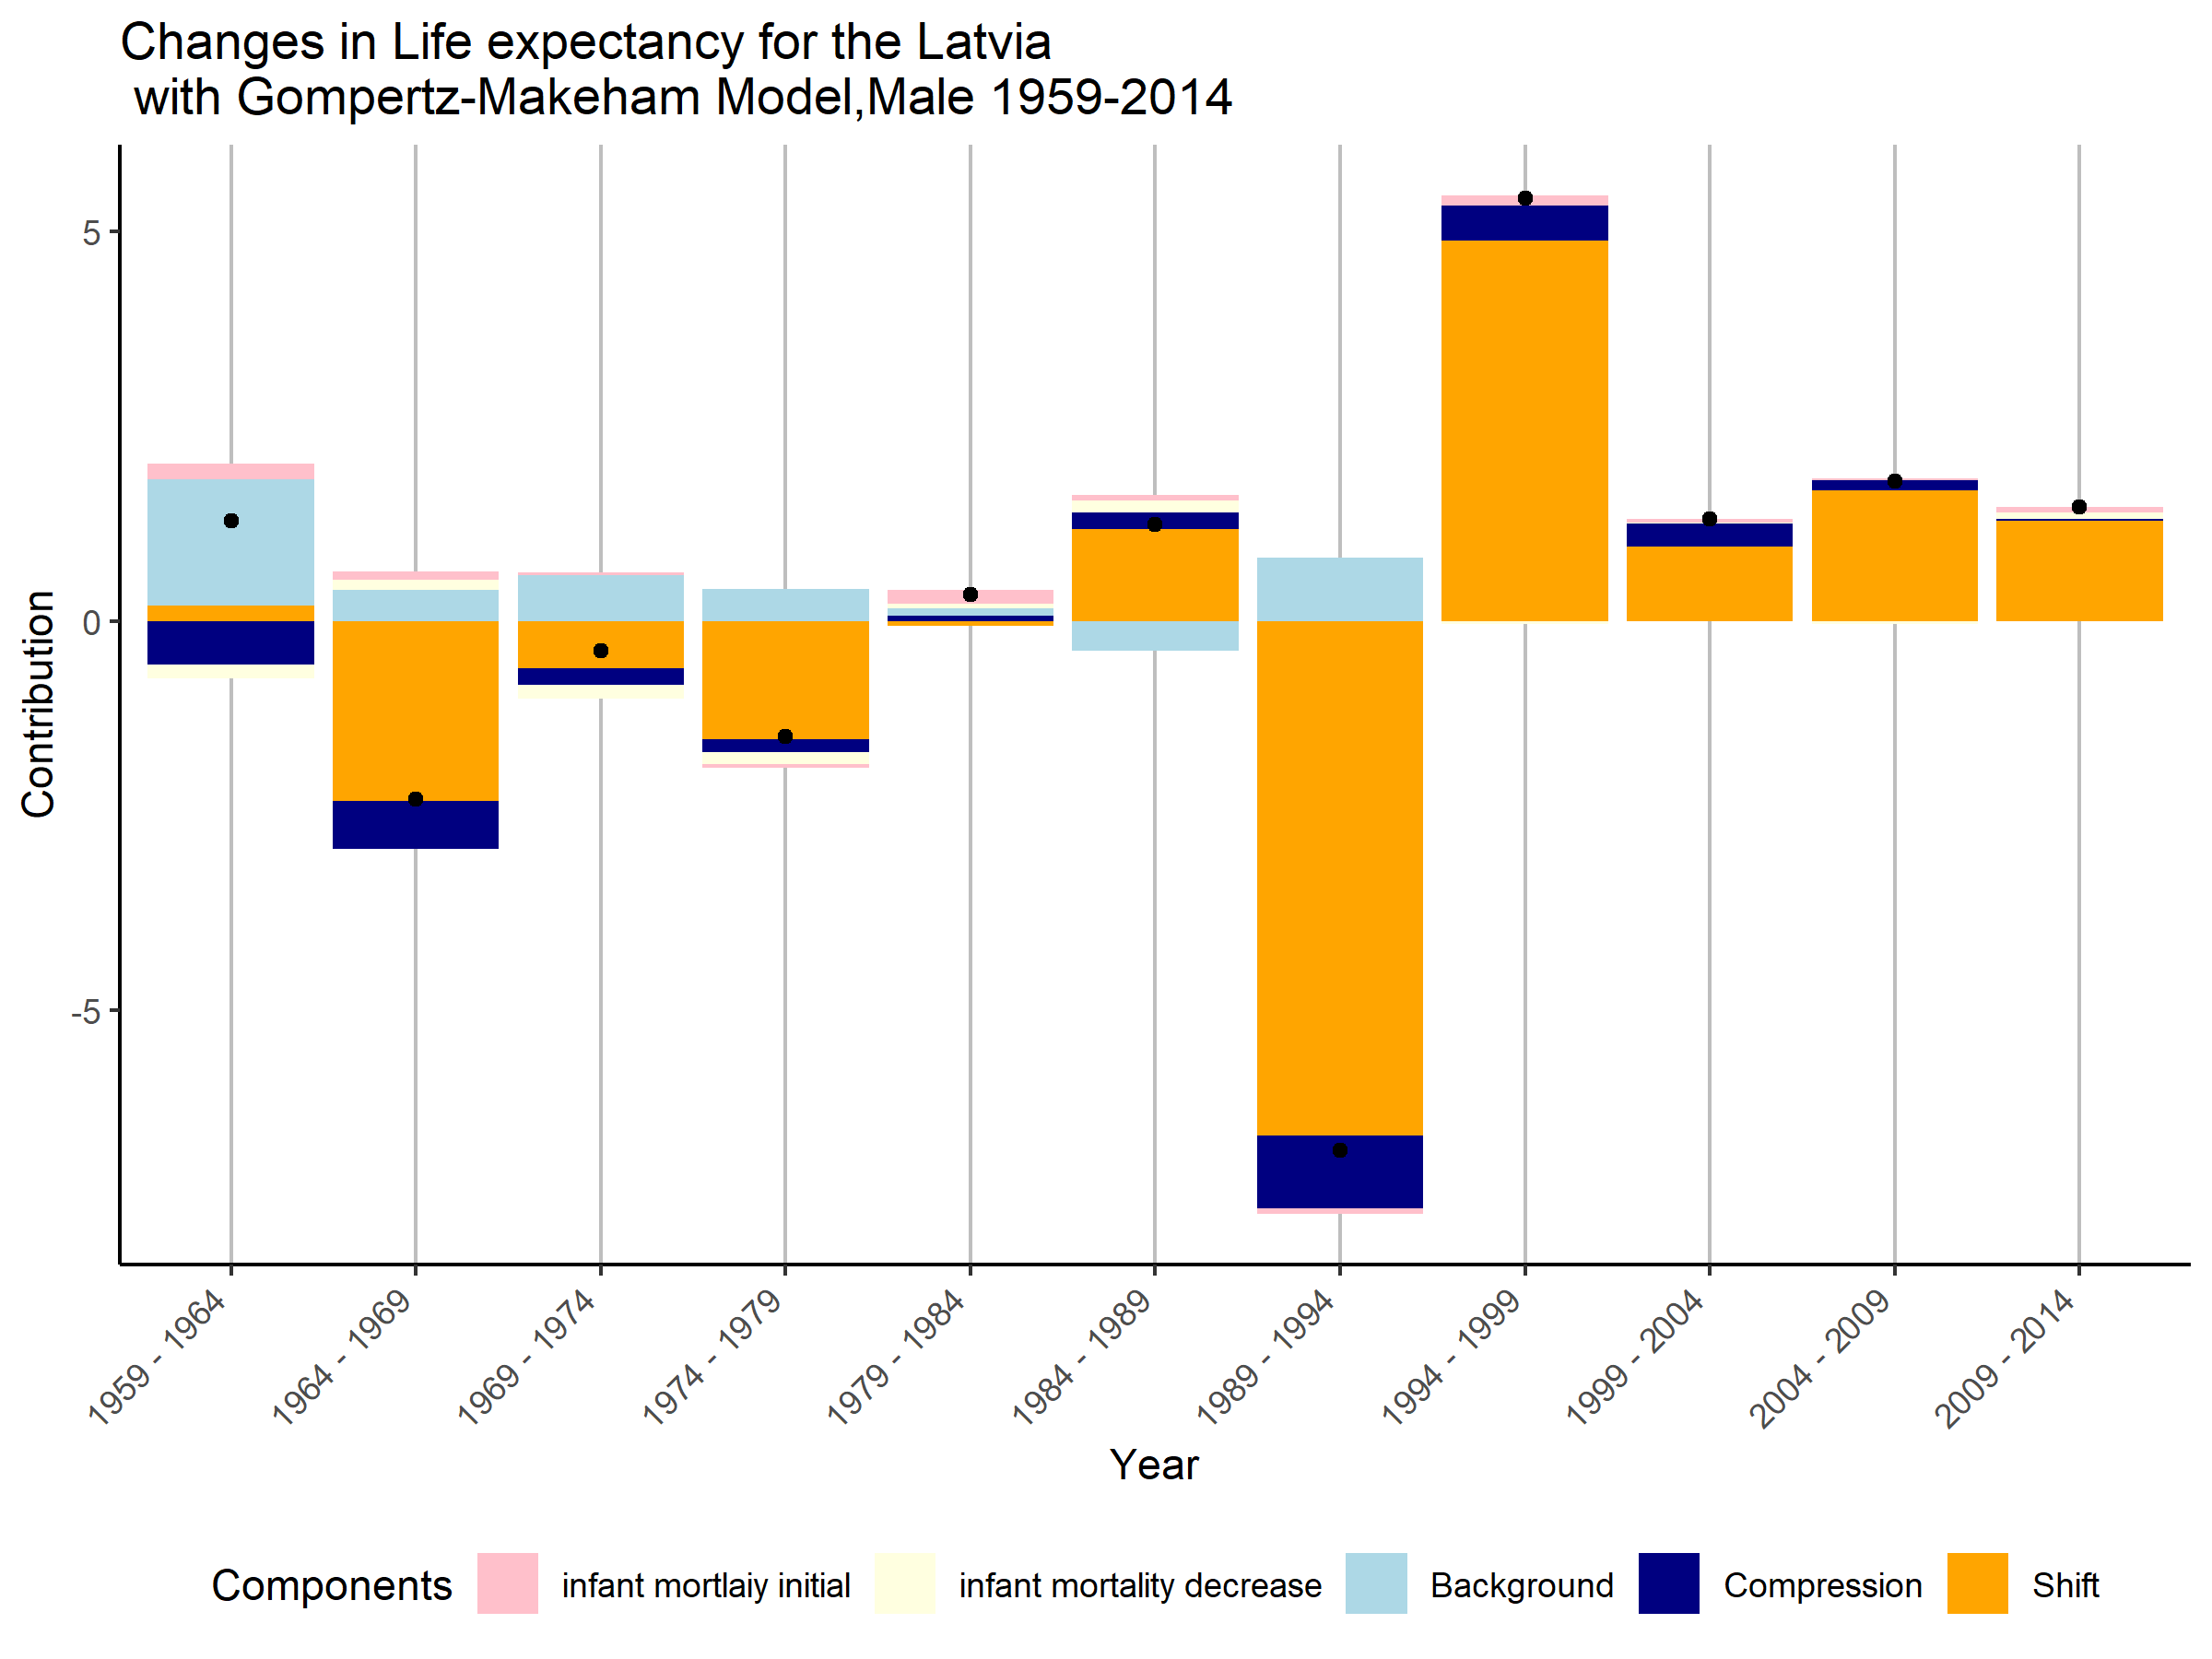 Changes in Life expectancy for the Latvia
with Gompertz-Makeham Model,Male 1959-2014
Contribution
5
0
-5
1959 - 1964
1964 - 1969
1969 - 1974
1974 - 1979
1979 - 1984
1984 - 1989
1989 - 1994
1994 - 1999
1999 - 2004
2004 - 2009
2009 - 2014
Year
Components infant mortlaiy initial infant mortality decrease Background Compression Shift